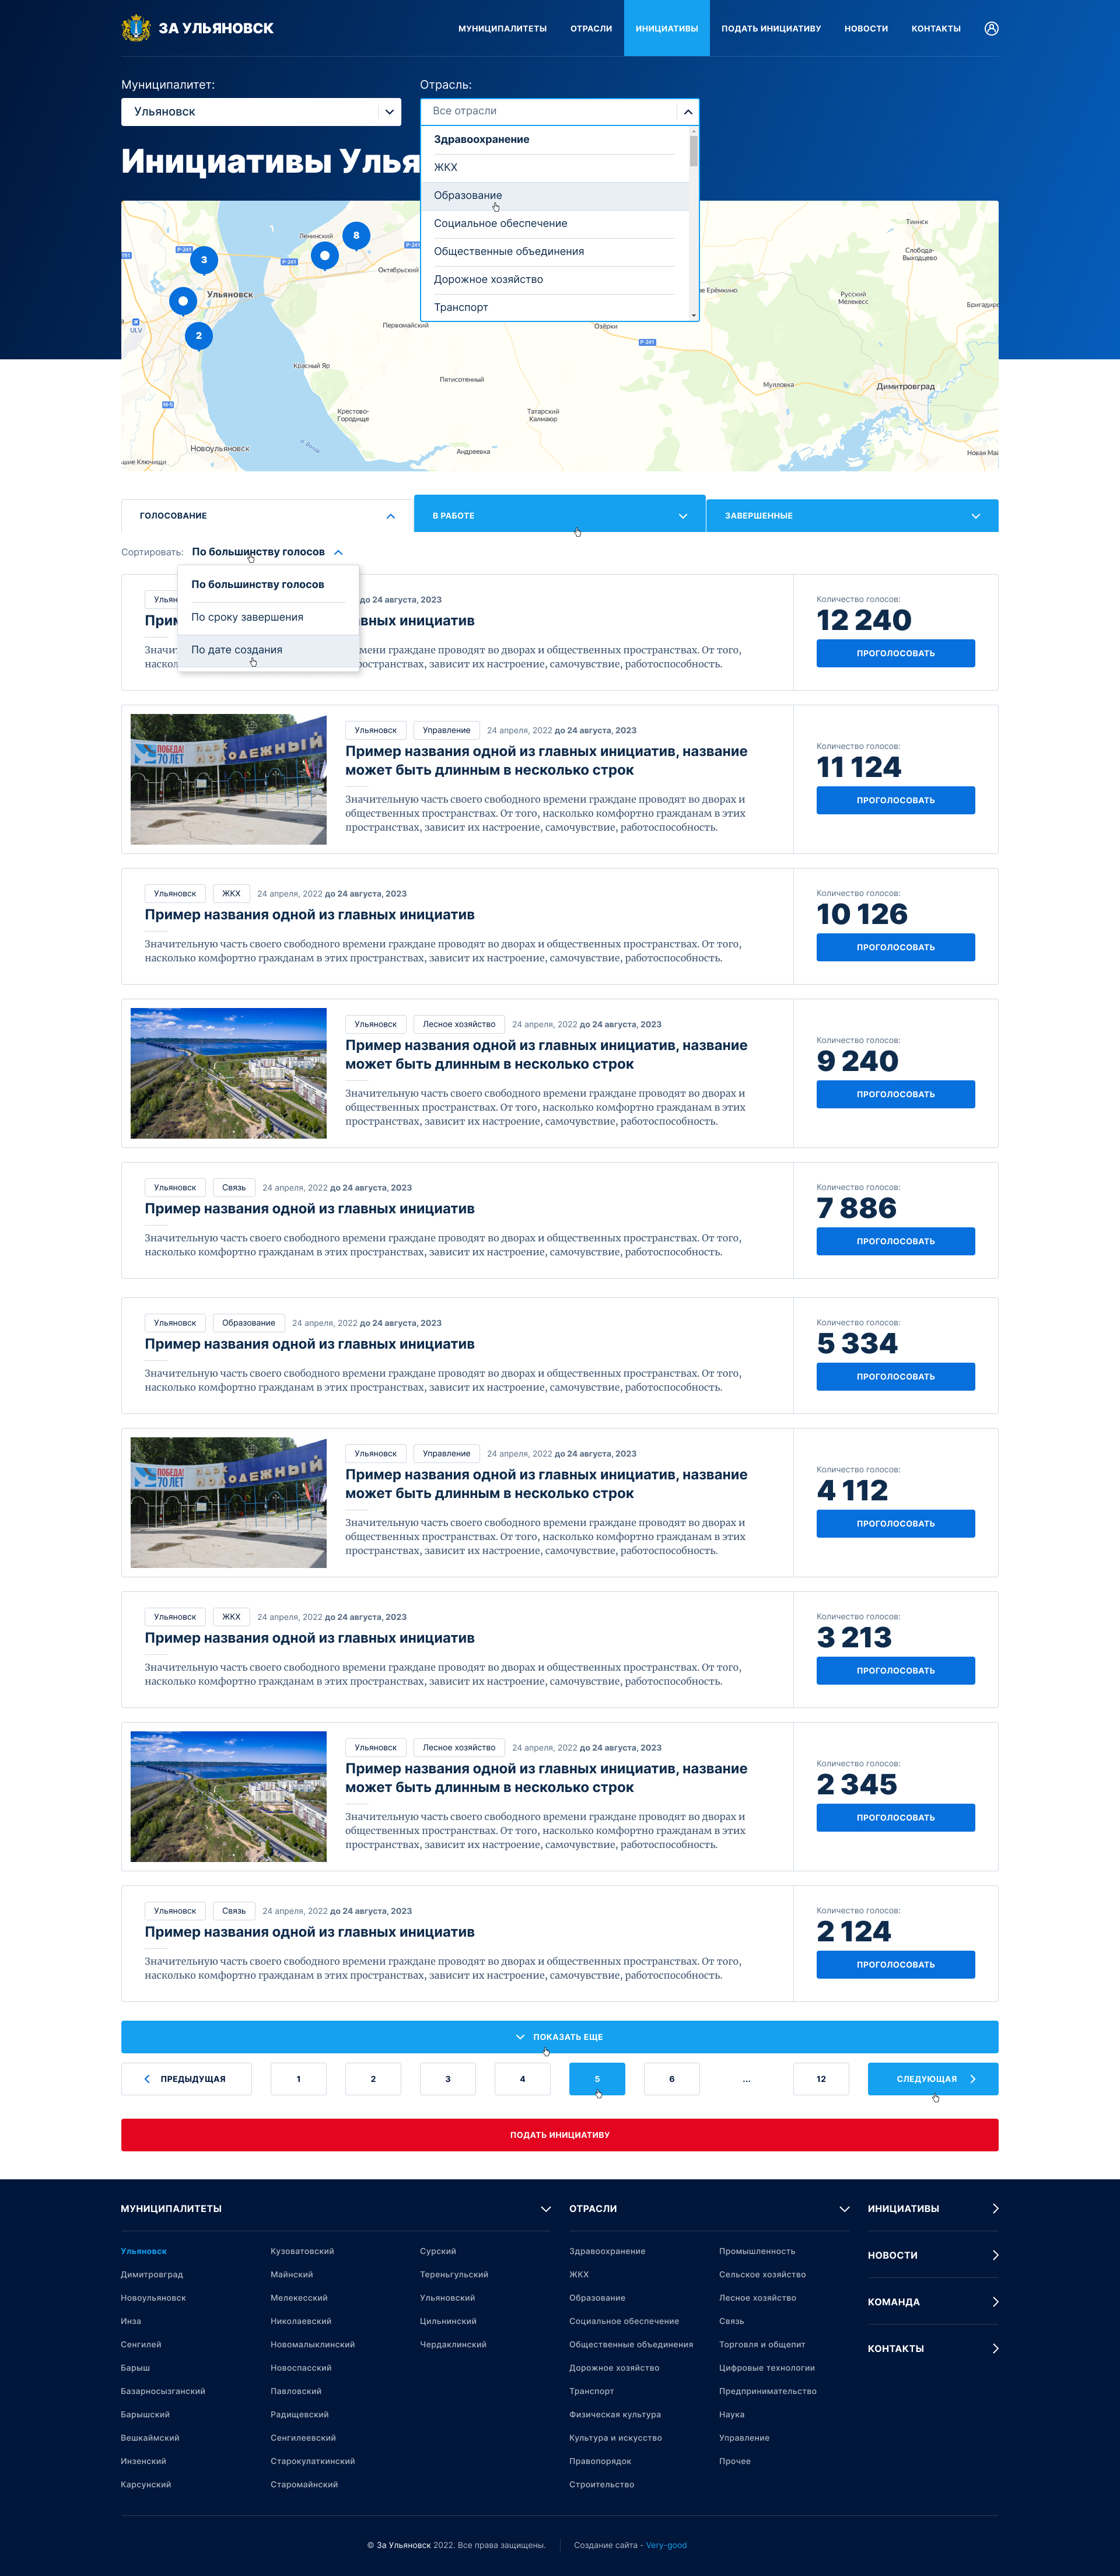 ЗА УЛЬЯНОВСК
МУНИЦИПАЛИТЕТЫ
ОТРАСЛИ
ИНИЦИАТИВЫ
ПОДАТЬ ИНИЦИАТИВУ
НОВОСТИ
КОНТАКТЫ
Муниципалитет:
Отрасль:
Ульяновск
Все отрасли
Здравоохранение
ЖКХ
Образование
Социальное обеспечение
Общественные объединения
Дорожное хозяйство
Транспорт
Инициативы Улья
Ленинский
8
Р-241
Р-241
3
Р-241
Октябрьский
Ульяновск
ULV
2
Первомайский
Красный Яр
Пятисотенный
М-5
Крестово-
Городище
Татарский
Калмаюр
р. Волга
Новоульяновск
Андреевка
Тиинск
Слобода-
Выходцево
Русский
Мелекесс
Озёрки
Р-241
Мулловка
Димитровград
ГОЛОСОВАНИЕ
В РАБОТЕ
ЗАВЕРШЕННЫЕ
Сортировать: По большинству голосов
По большинству голосов
По сроку завершения
По дате создания
до 24 августа, 2023
Количество голосов:
12 240
ПРОГОЛОСОВАТЬ
Ульяновск Управление 24 апреля, 2022 до 24 августа, 2023
Пример названия одной из главных инициатив, название
может быть длинным в несколько строк
Значительную часть своего свободного времени граждане проводят во дворах и
общественных пространствах. От того, насколько комфортно гражданам в этих
пространствах, зависит их настроение, самочувствие, работоспособность.
Количество голосов:
11 124
ПРОГОЛОСОВАТЬ
Ульяновск ЖКХ 24 апреля, 2022 до 24 августа, 2023
Пример названия одной из главных инициатив
Значительную часть своего свободного времени граждане проводят во дворах и общественных пространствах. От того,
насколько комфортно гражданам в этих пространствах, зависит их настроение, самочувствие, работоспособность.
Количество голосов:
10 126
ПРОГОЛОСОВАТЬ
Ульяновск Лесное хозяйство 24 апреля, 2022 до 24 августа, 2023
Пример названия одной из главных инициатив, название
может быть длинным в несколько строк
Значительную часть своего свободного времени граждане проводят во дворах и
общественных пространствах. От того, насколько комфортно гражданам в этих
пространствах, зависит их настроение, самочувствие, работоспособность.
Количество голосов:
9 240
ПРОГОЛОСОВАТЬ
Ульяновск Связь 24 апреля, 2022 до 24 августа, 2023
Пример названия одной из главных инициатив
Значительную часть своего свободного времени граждане проводят во дворах и общественных пространствах. От того,
насколько комфортно гражданам в этих пространствах, зависит их настроение, самочувствие, работоспособность.
Количество голосов:
7 886
ПРОГОЛОСОВАТЬ
Ульяновск Образование 24 апреля, 2022 до 24 августа, 2023
Пример названия одной из главных инициатив
Значительную часть своего свободного времени граждане проводят во дворах и общественных пространствах. От того,
насколько комфортно гражданам в этих пространствах, зависит их настроение, самочувствие, работоспособность.
Количество голосов:
5 334
ПРОГОЛОСОВАТЬ
Ульяновск Управление 24 апреля, 2022 до 24 августа, 2023
Пример названия одной из главных инициатив, название
может быть длинным в несколько строк
Значительную часть своего свободного времени граждане проводят во дворах и
общественных пространствах. От того, насколько комфортно гражданам в этих
пространствах, зависит их настроение, самочувствие, работоспособность.
Количество голосов:
4 112
ПРОГОЛОСОВАТЬ
Ульяновск ЖКХ 24 апреля, 2022 до 24 августа, 2023
Пример названия одной из главных инициатив
Значительную часть своего свободного времени граждане проводят во дворах и общественных пространствах. От того,
насколько комфортно гражданам в этих пространствах, зависит их настроение, самочувствие, работоспособность.
Количество голосов:
3 213
ПРОГОЛОСОВАТЬ
Ульяновск Лесное хозяйство 24 апреля, 2022 до 24 августа, 2023
Пример названия одной из главных инициатив, название
может быть длинным в несколько строк
Значительную часть своего свободного времени граждане проводят во дворах и
общественных пространствах. От того, насколько комфортно гражданам в этих
пространствах, зависит их настроение, самочувствие, работоспособность.
Количество голосов:
2 345
ПРОГОЛОСОВАТЬ
Ульяновск Связь 24 апреля, 2022 до 24 августа, 2023
Пример названия одной из главных инициатив
Значительную часть своего свободного времени граждане проводят во дворах и общественных пространствах. От того,
насколько комфортно гражданам в этих пространствах, зависит их настроение, самочувствие, работоспособность.
Количество голосов:
2 124
ПРОГОЛОСОВАТЬ
ПОКАЗАТЬ ЕЩЕ
ПРЕДЫДУЩАЯ 1 2 3 4 5 6 ... 12 СЛЕДУЮЩАЯ
ПОДАТЬ ИНИЦИАТИВУ
МУНИЦИПАЛИТЕТЫ
Ульяновск
Димитровград
Новоульяновск
Инза
Сенгилей
Барыш
Базарносызганский
Барышский
Вешкаймский
Инзенский
Карсунский
Кузоватовский
Майнский
Мелекесский
Николаевский
Новомалыклинский
Новоспасский
Павловский
Радищевский
Сенгилеевский
Старокулаткинский
Старомайнский
Сурский
Тереньгульский
Ульяновский
Цильнинский
Чердаклинский
ОТРАСЛИ
Здравоохранение
ЖКХ
Образование
Социальное обеспечение
Общественные объединения
Дорожное хозяйство
Транспорт
Физическая культура
Культура и искусство
Правопорядок
Строительство
Промышленность
Сельское хозяйство
Лесное хозяйство
Связь
Торговля и общепит
Цифровые технологии
Предпринимательство
Наука
Управление
Прочее
ИНИЦИАТИВЫ
НОВОСТИ
КОМАНДА
КОНТАКТЫ
© За Ульяновск 2022. Все права защищены.
Создание сайта - Very-good